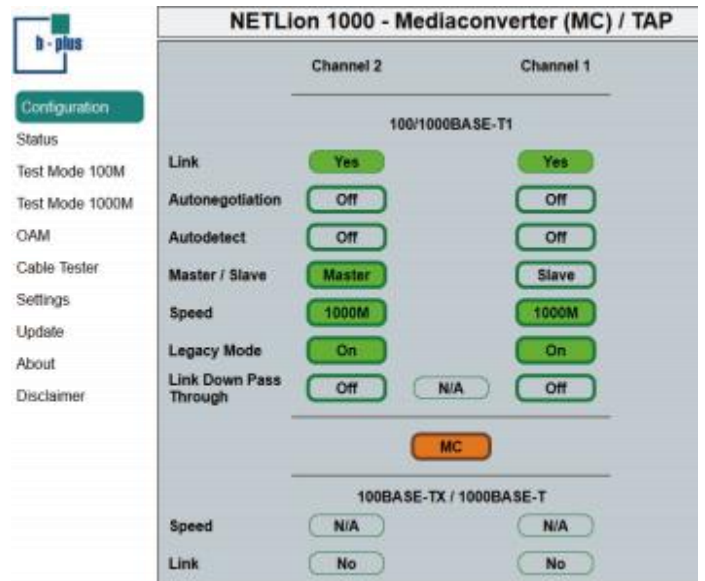 b-plus
NETLion 1000 - Mediaconverter (MC) / TAP
Configuration
Status
Test Mode 100M
Test Mode 1000M
OAM
Cable Tester
Settings
Update
About
Disclaimer
Channel 2 Channel 1
100/1000BASE-T1
Link Yes Yes
Autonegotiation Off Off
Autodetect Off Off
Master / Slave Master Slave
Speed 1000M 1000M
Legacy Mode On On
Link Down Pass
Through Off N/A Off
MC
100BASE-TX / 1000BASE-T
Speed N/A N/A
Link No No